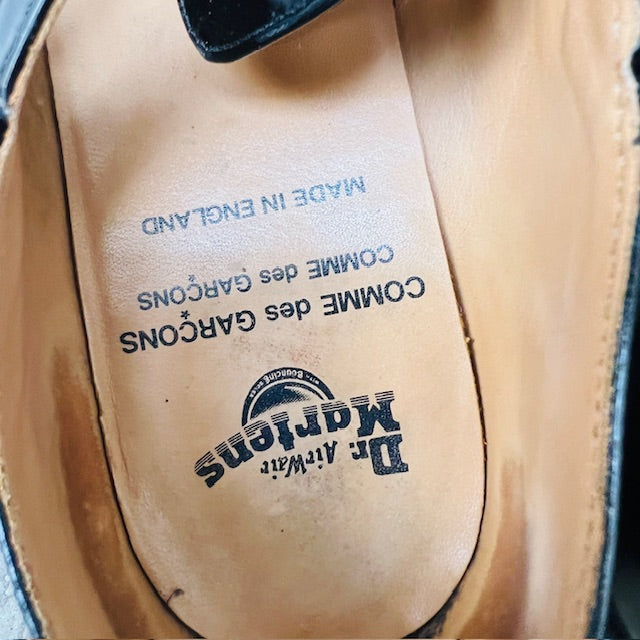 Dr. Martens
AirWair
WITH Bouncing SOLES
COMME des GARÇONS
COMME des GARÇONS
MADE IN ENGLAND